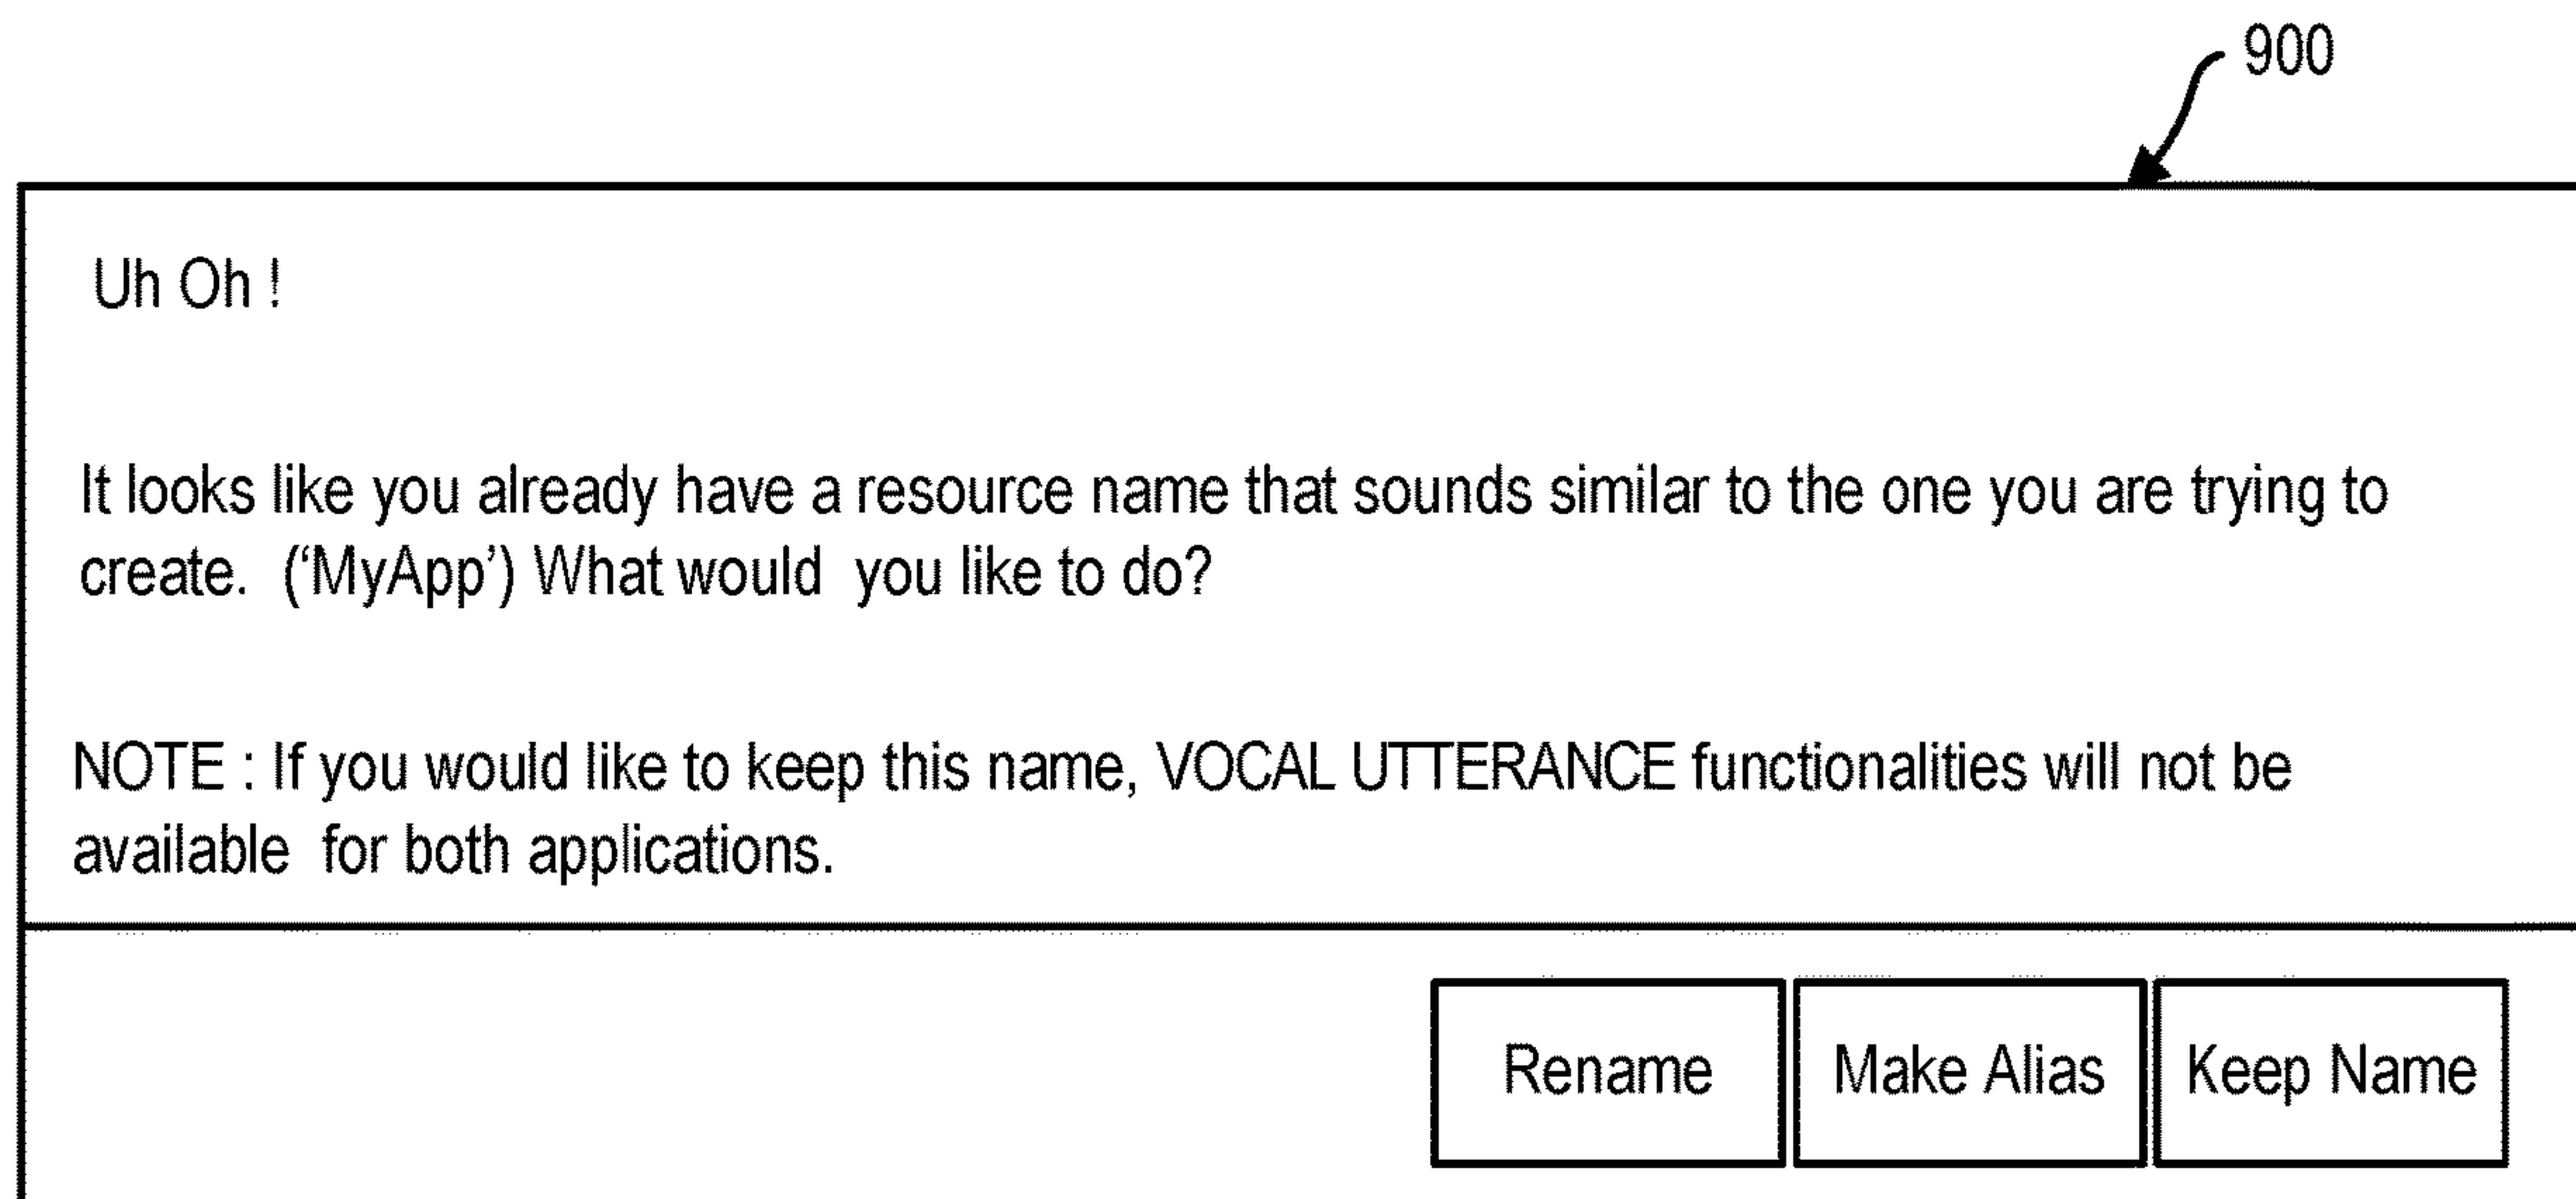 900
Uh Oh !
It looks like you already have a resource name that sounds similar to the one you are trying to
create. (‘MyApp’) What would you like to do?
NOTE : If you would like to keep this name, VOCAL UTTERANCE functionalities will not be
available for both applications.
Rename Make Alias Keep Name